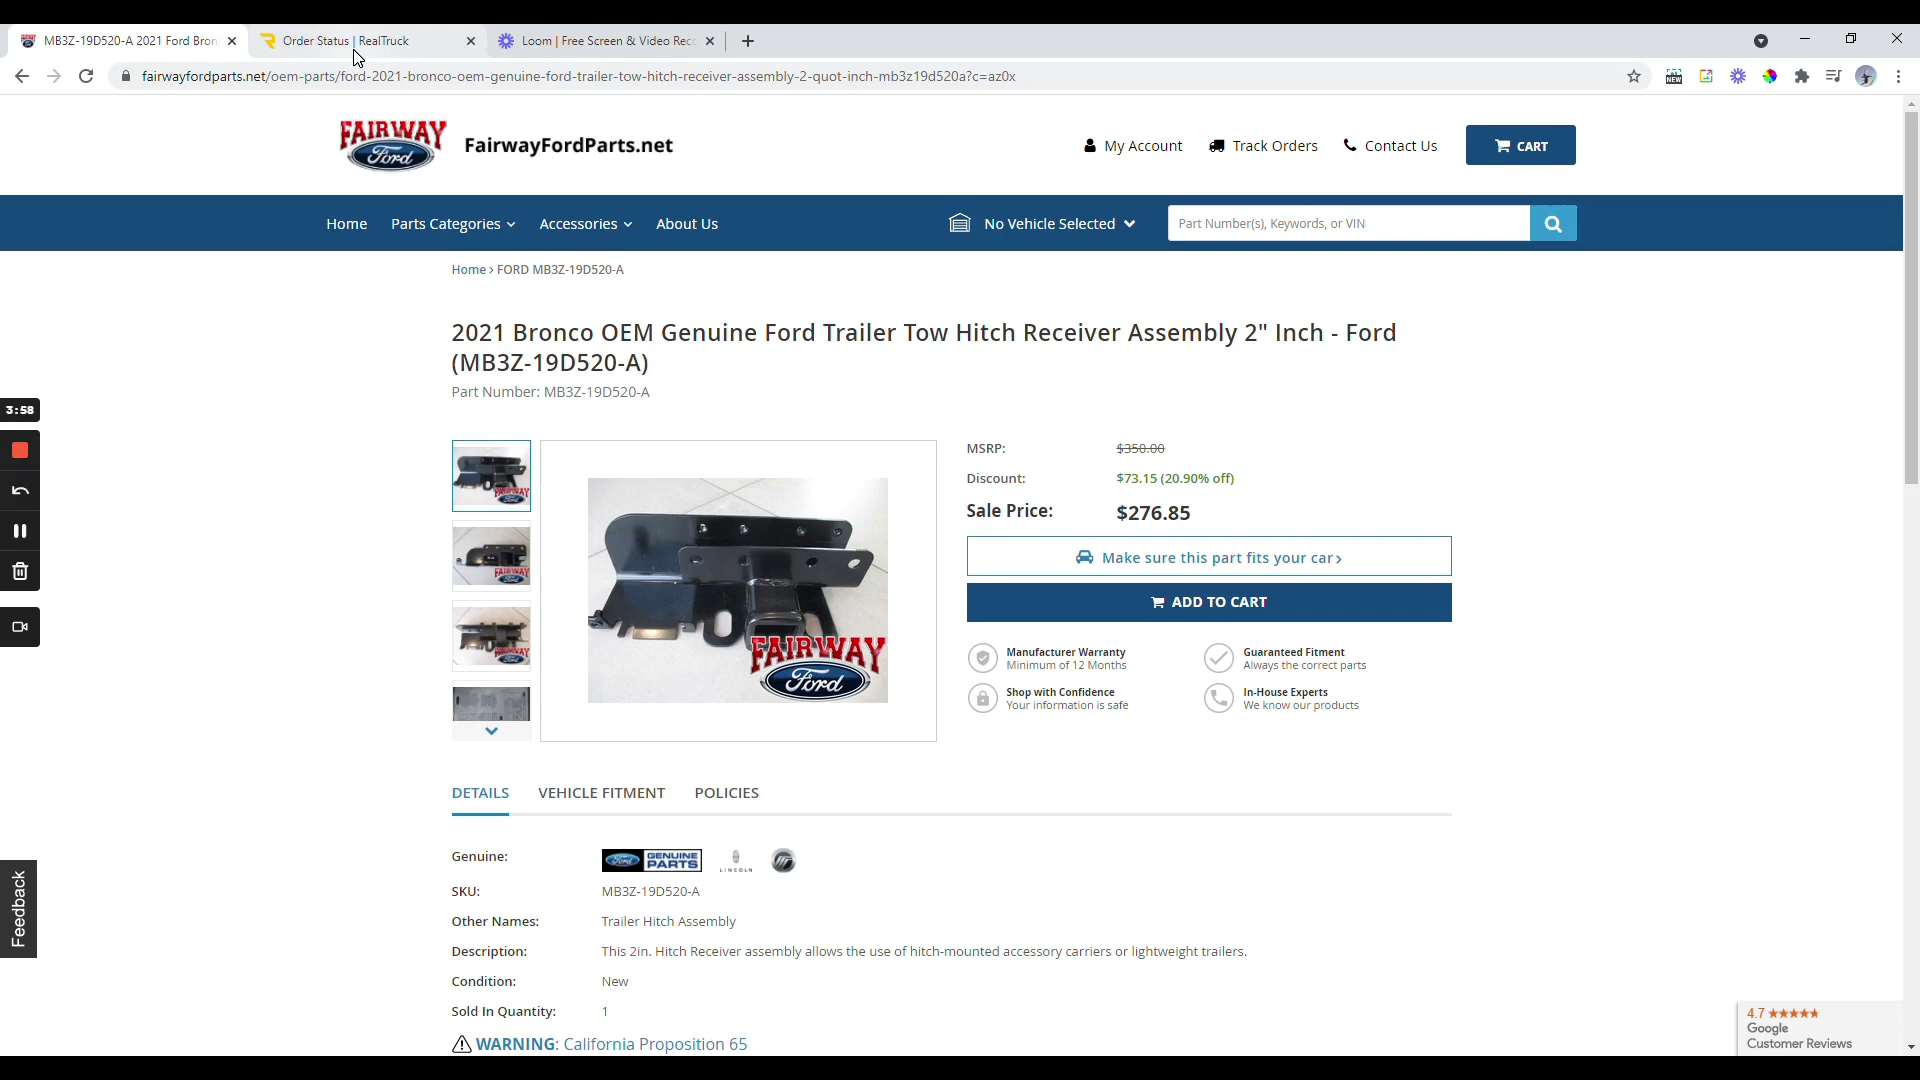 MB3Z-19D520-A 2021 Ford Bron
Order Status | RealTruck
Loom | Free Screen & Video Rec
fairwayfordparts.net/oem-parts/ford-2021-bronco-oem-genuine-ford-trailer-tow-hitch-receiver-assembly-2-quot-inch-mb3z19d520a?c=az0x
NEW
FAIRWAY
Ford
FairwayFordParts.net
My Account
Track Orders
Contact Us
CART
Home
Parts Categories
Accessories
About Us
No Vehicle Selected
Part Number(s), Keywords, or VIN
Home › FORD MB3Z-19D520-A
2021 Bronco OEM Genuine Ford Trailer Tow Hitch Receiver Assembly 2" Inch - Ford
(MB3Z-19D520-A)
Part Number: MB3Z-19D520-A
3:58
FAIRWAY
Ford
MSRP: $350.00
Discount: $73.15 (20.90% off)
Sale Price: $276.85
Make sure this part fits your car ›
ADD TO CART
Manufacturer Warranty
Minimum of 12 Months
Guaranteed Fitment
Always the correct parts
Shop with Confidence
Your information is safe
In-House Experts
We know our products
DETAILS
VEHICLE FITMENT
POLICIES
Genuine:
Ford GENUINE PARTS
LINCOLN
SKU: MB3Z-19D520-A
Other Names: Trailer Hitch Assembly
Description: This 2in. Hitch Receiver assembly allows the use of hitch-mounted accessory carriers or lightweight trailers.
Condition: New
Sold In Quantity: 1
WARNING: California Proposition 65
Feedback
4.7
Google
Customer Reviews